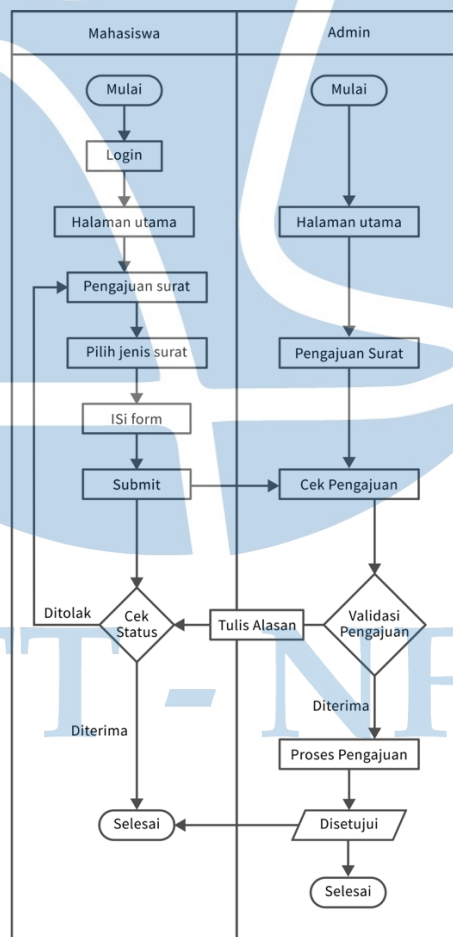 Mahasiswa
Admin
Mulai
Mulai
Login
Halaman utama
Halaman utama
Pengajuan surat
Pilih jenis surat
Pengajuan Surat
ISi form
Submit
Cek Pengajuan
Ditolak
Cek
Status
Tulis Alasan
Validasi
Pengajuan
Diterima
Diterima
Proses Pengajuan
Selesai
Disetujui
Selesai